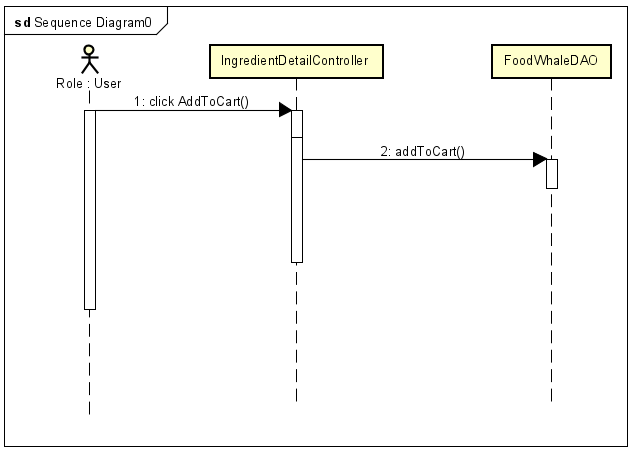 sd Sequence Diagram0
Role : User
IngredientDetailController
FoodWhaleDAO
1: click AddToCart()
2: addToCart()